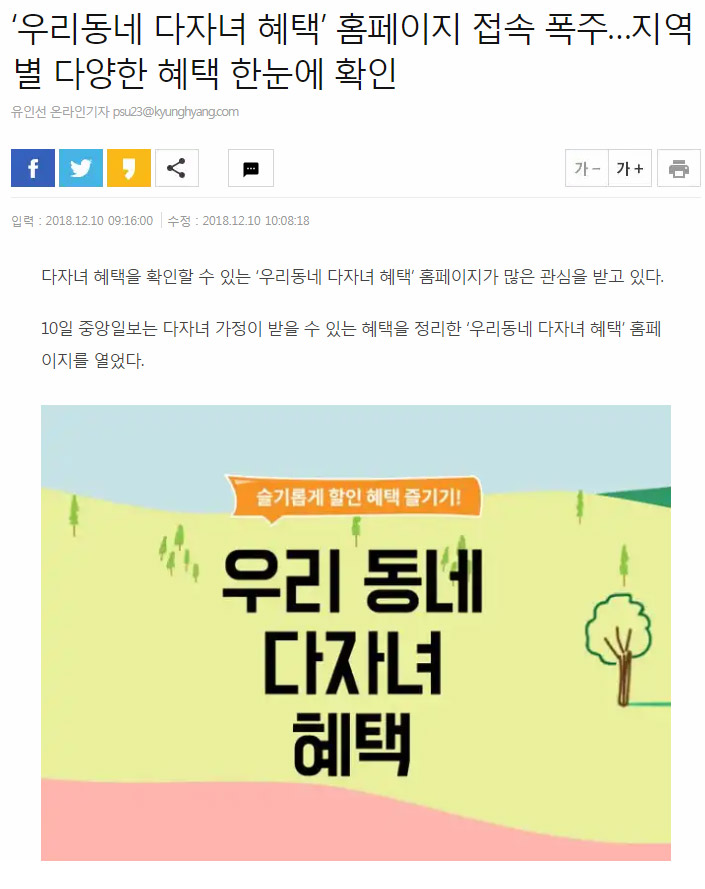 ‘우리동네 다자녀 혜택’ 홈페이지 접속 폭주…지역
별 다양한 혜택 한눈에 확인
유인선 온라인기자 psu23@kyunghyang.com
가 − 가 +
입력 : 2018.12.10 09:16:00 수정 : 2018.12.10 10:08:18
다자녀 혜택을 확인할 수 있는 ‘우리동네 다자녀 혜택’ 홈페이지가 많은 관심을 받고 있다.
10일 중앙일보는 다자녀 가정이 받을 수 있는 혜택을 정리한 ‘우리동네 다자녀 혜택’ 홈페
이지를 열었다.
슬기롭게 할인 혜택 즐기기!
우리 동네
다자녀
혜택